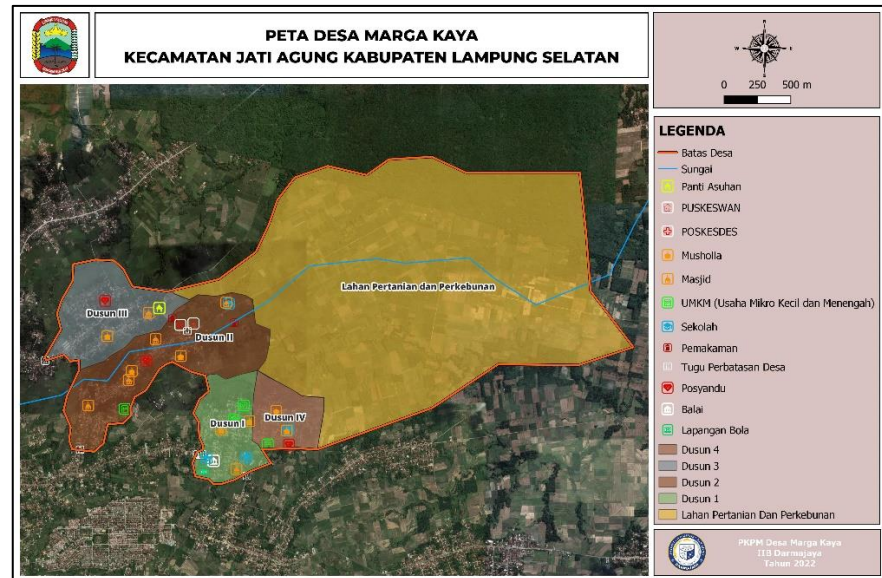 PETA DESA MARGA KAYA
KECAMATAN JATI AGUNG KABUPATEN LAMPUNG SELATAN
0 250 500 m
LEGENDA
Batas Desa
Sungai
Panti Asuhan
PUSKESWAN
POSKESDES
Musholla
Masjid
UMKM (Usaha Mikro Kecil dan Menengah)
Sekolah
Pemakaman
Tugu Perbatasan Desa
Posyandu
Balai
Lapangan Bola
Dusun 4
Dusun 3
Dusun 2
Dusun 1
Lahan Pertanian Dan Perkebunan
Lahan Pertanian dan Perkebunan
Dusun III
Dusun II
Dusun I
Dusun IV
PKPM Desa Marga Kaya
IIB Darmajaya
Tahun 2022